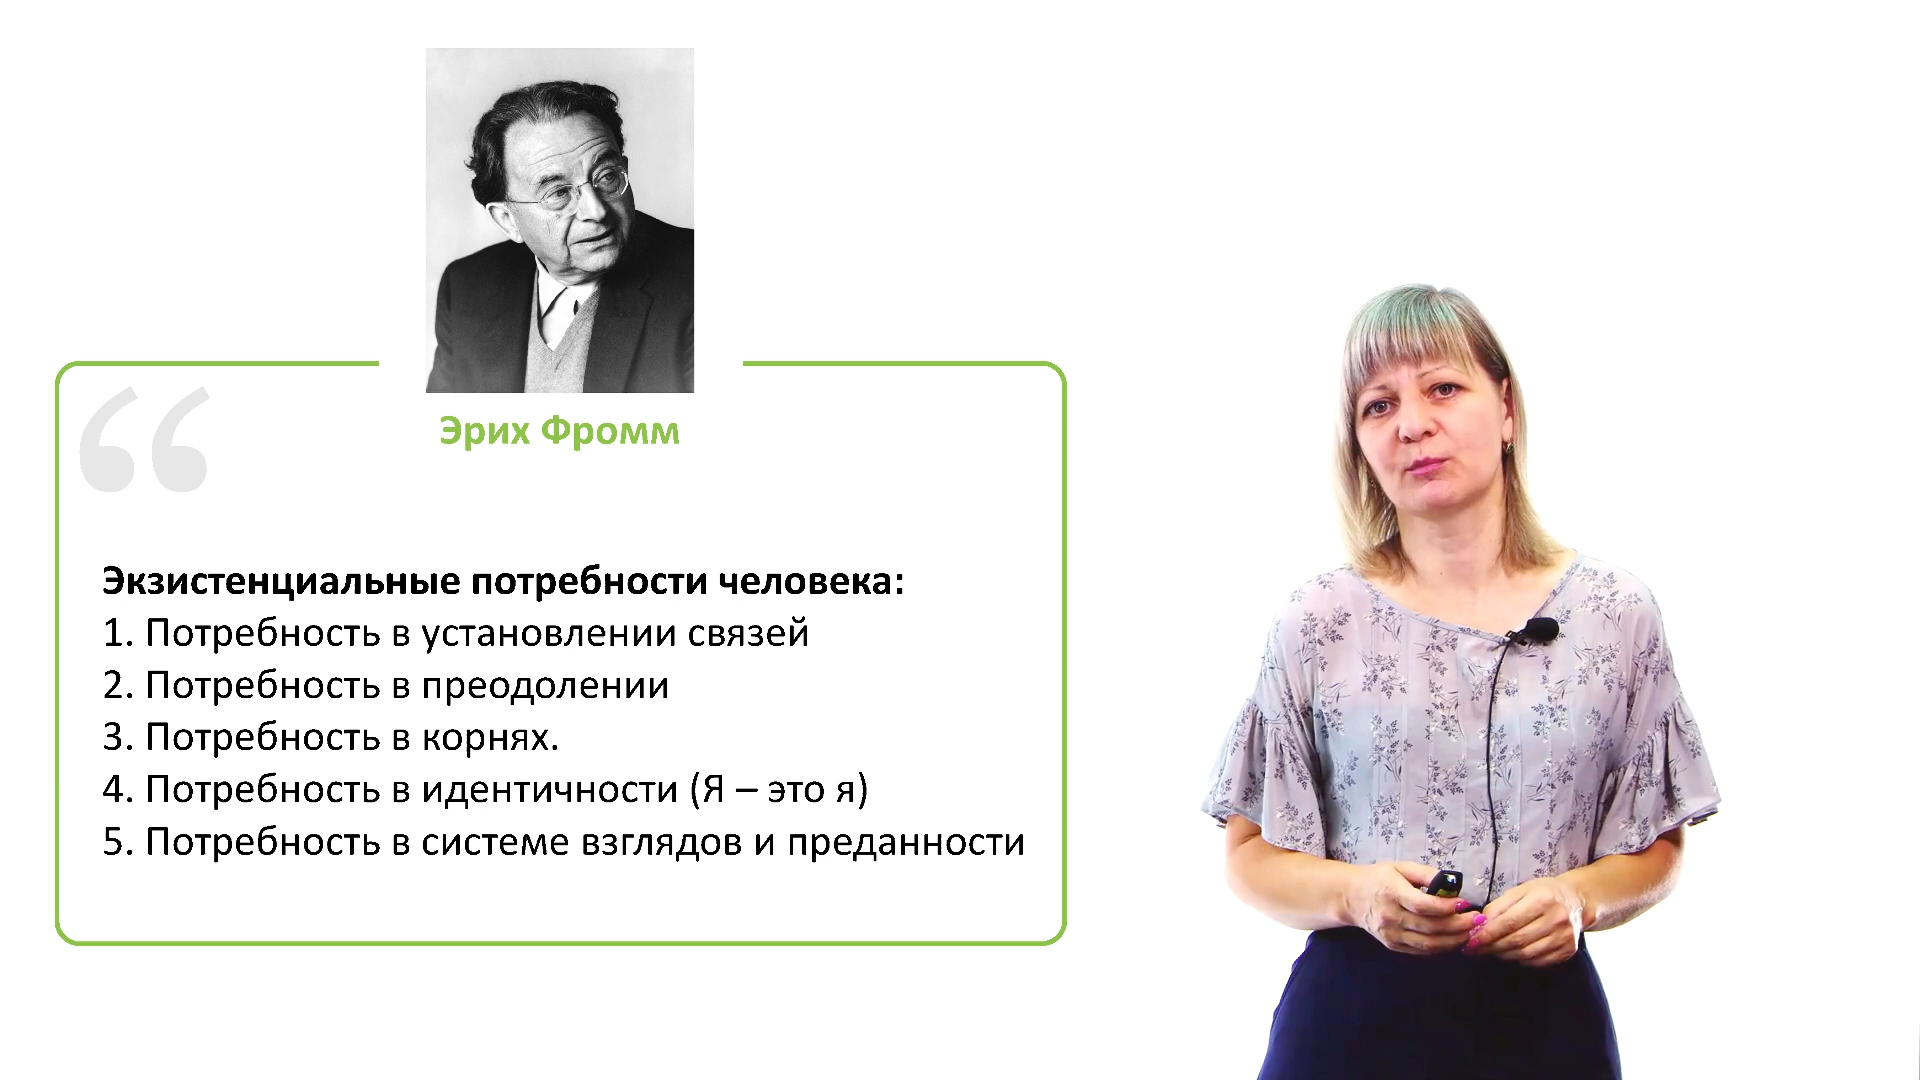 Эрих Фромм
Экзистенциальные потребности человека:
1. Потребность в установлении связей
2. Потребность в преодолении
3. Потребность в корнях.
4. Потребность в идентичности (Я – это я)
5. Потребность в системе взглядов и преданности